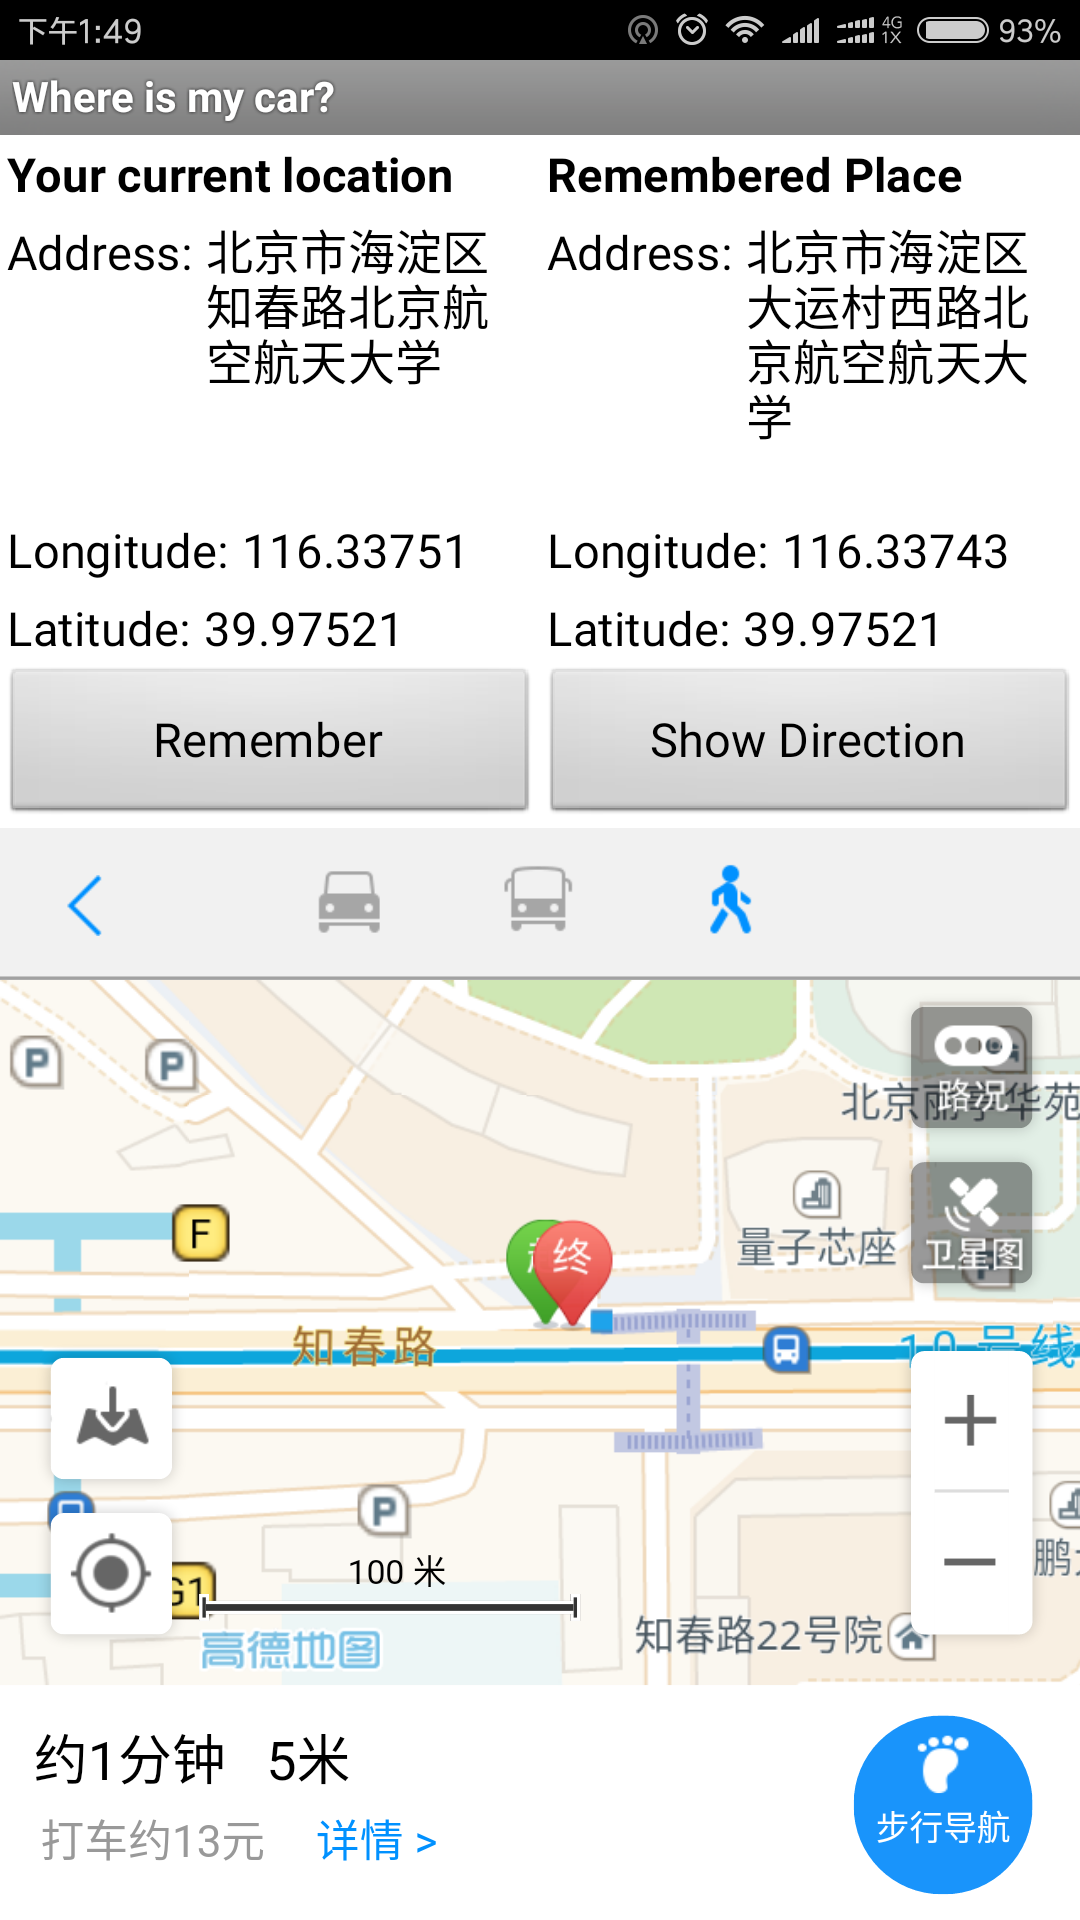 下午1:49
4G
1X
93%
Where is my car?
Your current location
Remembered Place
Address: 北京市海淀区
知春路北京航
空航天大学
Address: 北京市海淀区
大运村西路北
京航空航天大
学
Longitude: 116.33751
Longitude: 116.33743
Latitude: 39.97521
Latitude: 39.97521
Remember
Show Direction
P
P
路况
北京丽亭华苑
F
量子芯座
卫星图
终
知春路
10号线
P
G1
100 米
鹏
知春路22号院
高德地图
约1分钟 5米
打车约13元 详情 >
步行导航